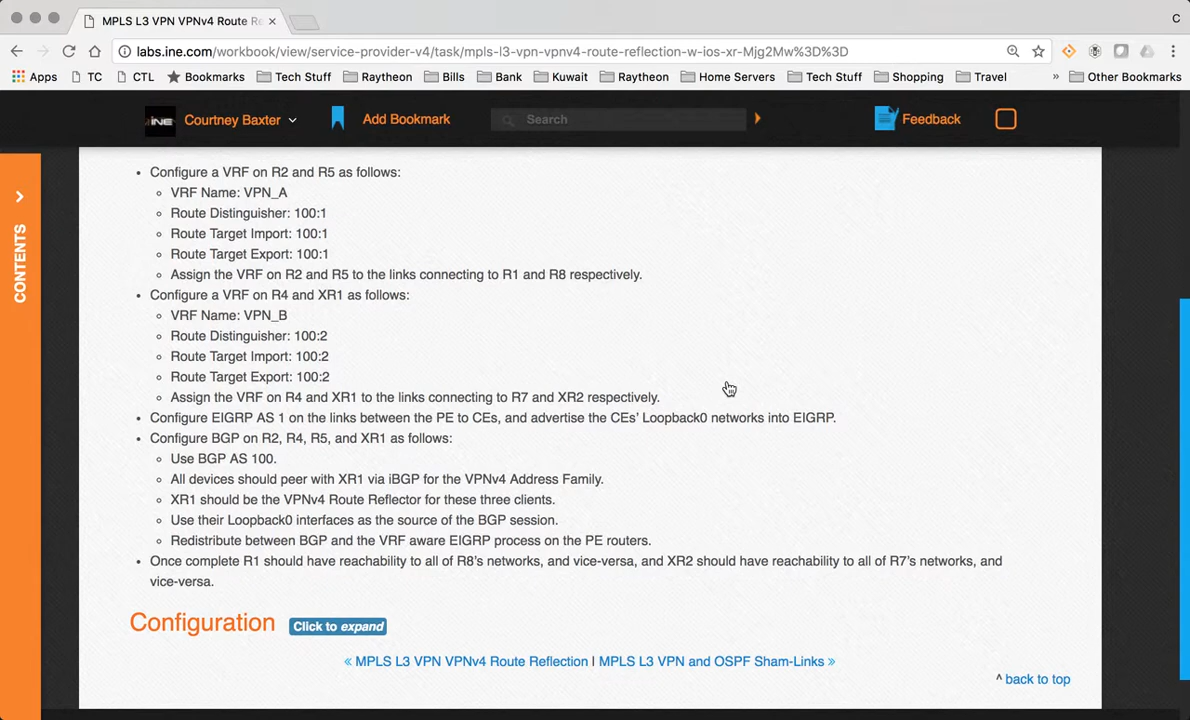 MPLS L3 VPN VPNv4 Route Re
C
labs.ine.com/workbook/view/service-provider-v4/task/mpls-l3-vpn-vpnv4-route-reflection-w-ios-xr-Mjg2Mw%3D%3D
Apps TC CTL Bookmarks Tech Stuff Raytheon Bills Bank Kuwait Raytheon Home Servers Tech Stuff Shopping Travel » Other Bookmarks
INE Courtney Baxter Add Bookmark Search Feedback
CONTENTS
• Configure a VRF on R2 and R5 as follows:
◦ VRF Name: VPN_A
◦ Route Distinguisher: 100:1
◦ Route Target Import: 100:1
◦ Route Target Export: 100:1
◦ Assign the VRF on R2 and R5 to the links connecting to R1 and R8 respectively.
• Configure a VRF on R4 and XR1 as follows:
◦ VRF Name: VPN_B
◦ Route Distinguisher: 100:2
◦ Route Target Import: 100:2
◦ Route Target Export: 100:2
◦ Assign the VRF on R4 and XR1 to the links connecting to R7 and XR2 respectively.
• Configure EIGRP AS 1 on the links between the PE to CEs, and advertise the CEs' Loopback0 networks into EIGRP.
• Configure BGP on R2, R4, R5, and XR1 as follows:
◦ Use BGP AS 100.
◦ All devices should peer with XR1 via iBGP for the VPNv4 Address Family.
◦ XR1 should be the VPNv4 Route Reflector for these three clients.
◦ Use their Loopback0 interfaces as the source of the BGP session.
◦ Redistribute between BGP and the VRF aware EIGRP process on the PE routers.
• Once complete R1 should have reachability to all of R8's networks, and vice-versa, and XR2 should have reachability to all of R7's networks, and
vice-versa.
Configuration Click to expand
« MPLS L3 VPN VPNv4 Route Reflection | MPLS L3 VPN and OSPF Sham-Links »
^ back to top